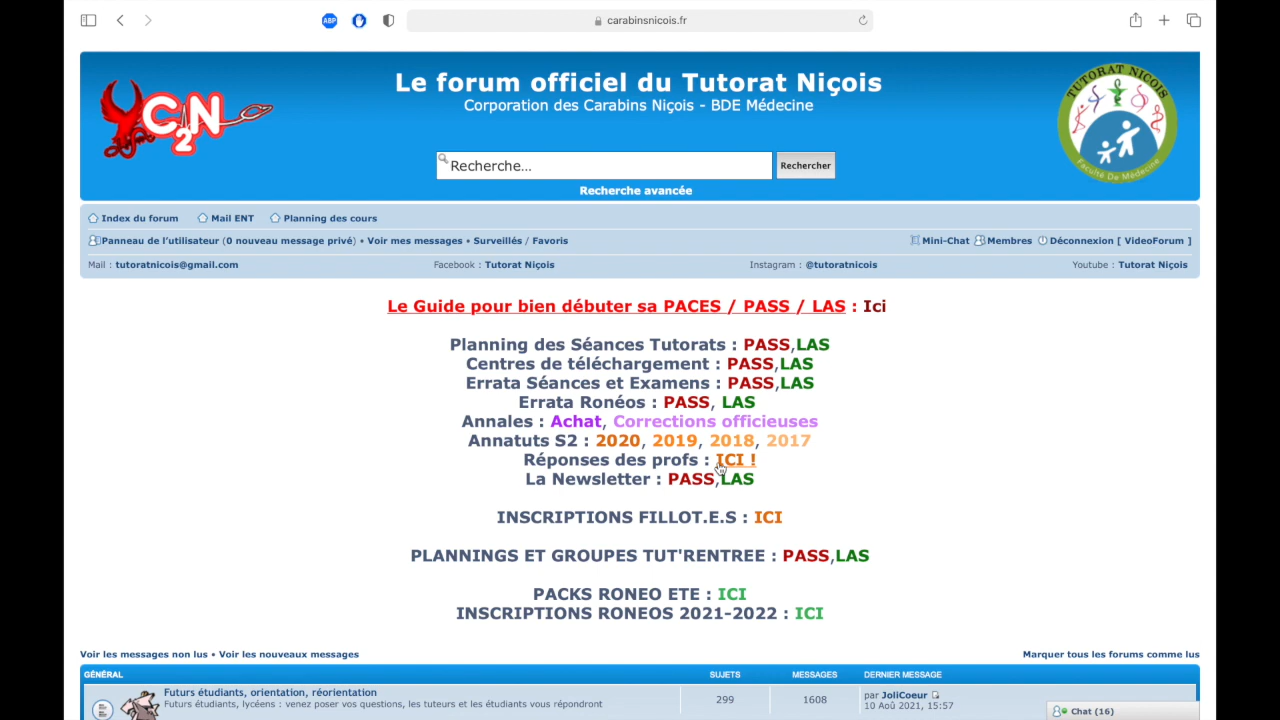 ABP
carabinsnicois.fr
C2N
Le forum officiel du Tutorat Niçois
Corporation des Carabins Niçois - BDE Médecine
TUTORAT NIÇOIS
Faculté De Médecine
Recherche...
Rechercher
Recherche avancée
Index du forum Mail ENT Planning des cours
Panneau de l’utilisateur (0 nouveau message privé) • Voir mes messages • Surveillés / Favoris Mini-Chat Membres Déconnexion [ VideoForum ]
Mail : tutoratnicois@gmail.com Facebook : Tutorat Niçois Instagram : @tutoratnicois Youtube : Tutorat Niçois
Le Guide pour bien débuter sa PACES / PASS / LAS : Ici
Planning des Séances Tutorats : PASS,LAS
Centres de téléchargement : PASS,LAS
Errata Séances et Examens : PASS,LAS
Errata Ronéos : PASS, LAS
Annales : Achat, Corrections officieuses
Annatuts S2 : 2020, 2019, 2018, 2017
Réponses des profs : ICI !
La Newsletter : PASS,LAS
INSCRIPTIONS FILLOT.E.S : ICI
PLANNINGS ET GROUPES TUT'RENTREE : PASS,LAS
PACKS RONEO ETE : ICI
INSCRIPTIONS RONEOS 2021-2022 : ICI
Voir les messages non lus • Voir les nouveaux messages Marquer tous les forums comme lus
GÉNÉRAL SUJETS MESSAGES DERNIER MESSAGE
Futurs étudiants, orientation, réorientation
Futurs étudiants, lycéens : venez poser vos questions, les tuteurs et les étudiants vous répondront
299 1608
par JoliCoeur
10 Aoû 2021, 15:57
Chat (16)